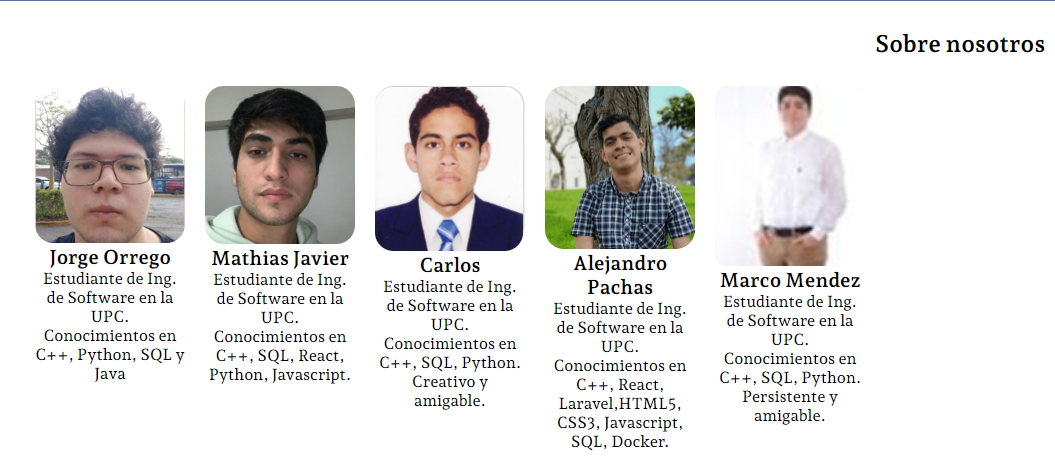 Sobre nosotros
Jorge Orrego
Estudiante de Ing.
de Software en la
UPC.
Conocimientos en
C++, Python, SQL y
Java
Mathias Javier
Estudiante de Ing.
de Software en la
UPC.
Conocimientos en
C++, SQL, React,
Python, Javascript.
Carlos
Estudiante de Ing.
de Software en la
UPC.
Conocimientos en
C++, SQL, Python.
Creativo y
amigable.
Alejandro
Pachas
Estudiante de Ing.
de Software en la
UPC.
Conocimientos en
C++, React,
Laravel,HTML5,
CSS3, Javascript,
SQL, Docker.
Marco Mendez
Estudiante de Ing.
de Software en la
UPC.
Conocimientos en
C++, SQL, Python.
Persistente y
amigable.